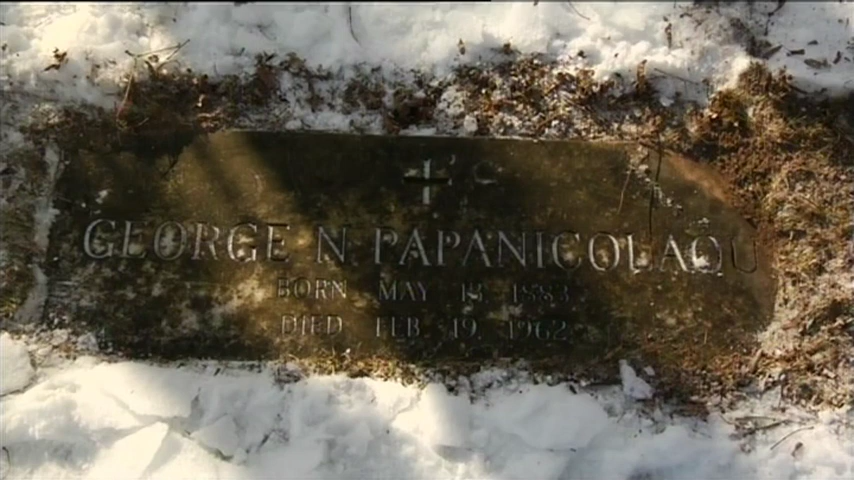 GEORGE N. PAPANICOLAOU
BORN MAY 13 1883
DIED FEB. 19, 1962